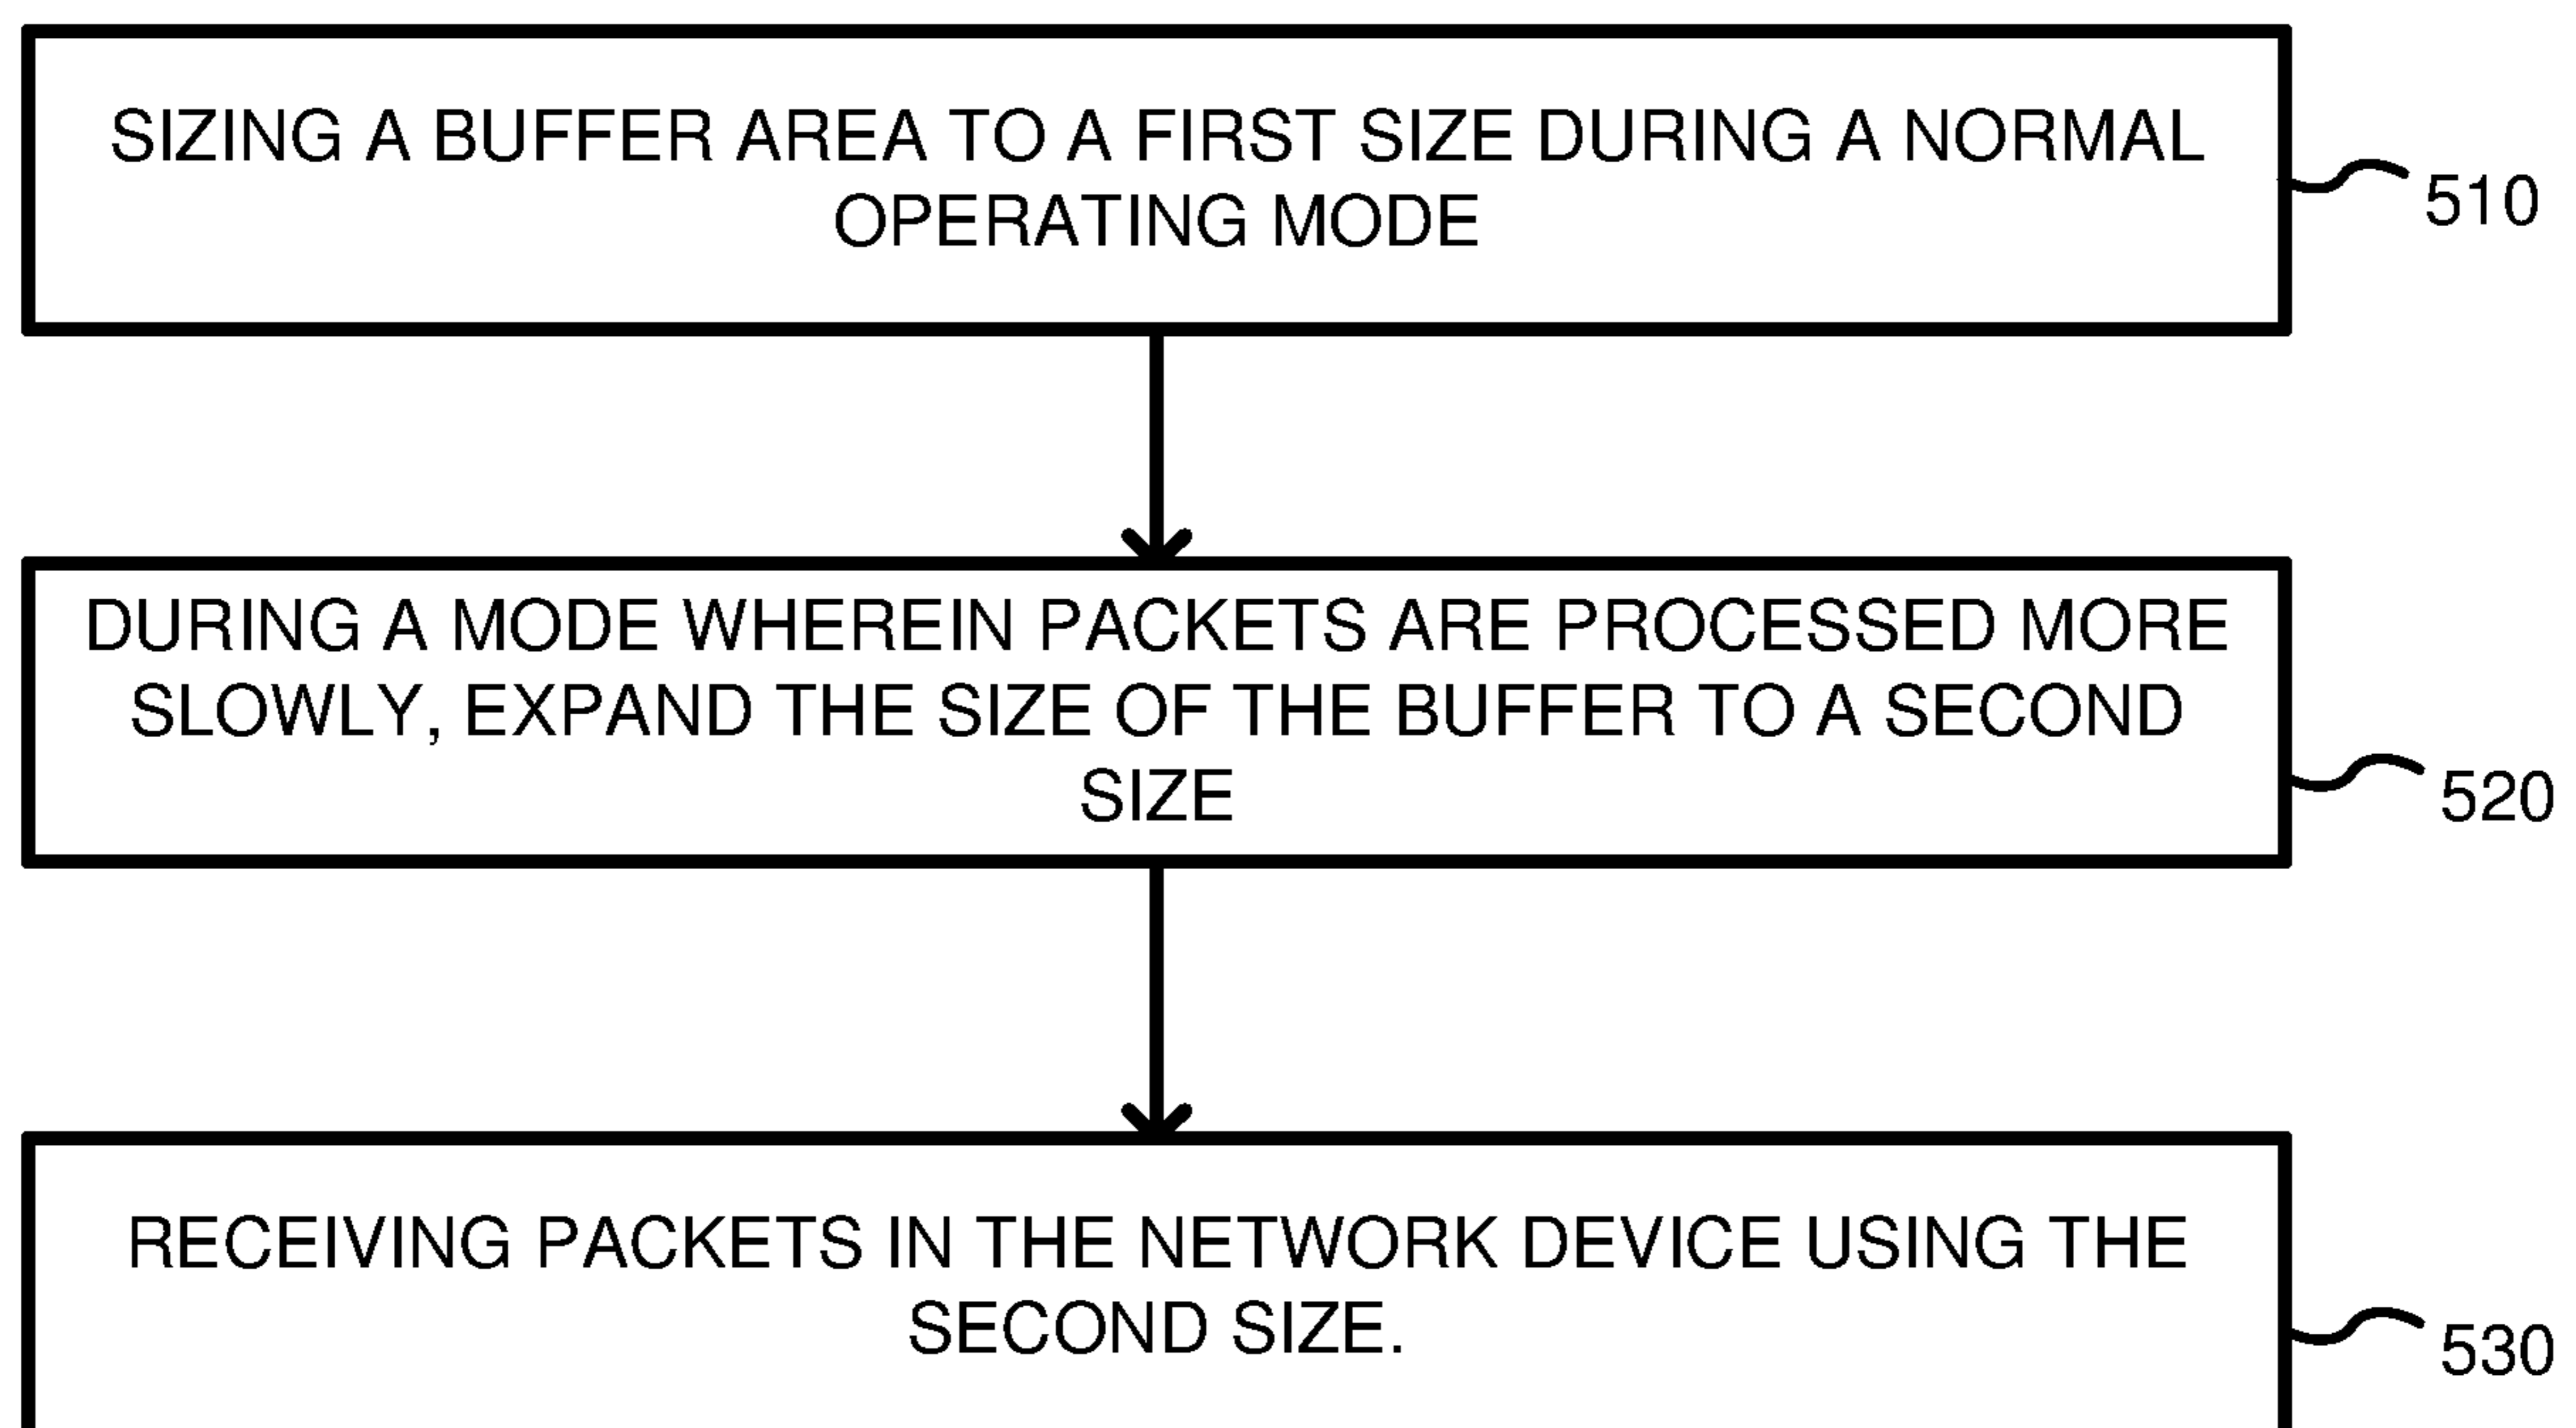 SIZING A BUFFER AREA TO A FIRST SIZE DURING A NORMAL
OPERATING MODE
510
DURING A MODE WHEREIN PACKETS ARE PROCESSED MORE
SLOWLY, EXPAND THE SIZE OF THE BUFFER TO A SECOND
SIZE
520
RECEIVING PACKETS IN THE NETWORK DEVICE USING THE
SECOND SIZE.
530